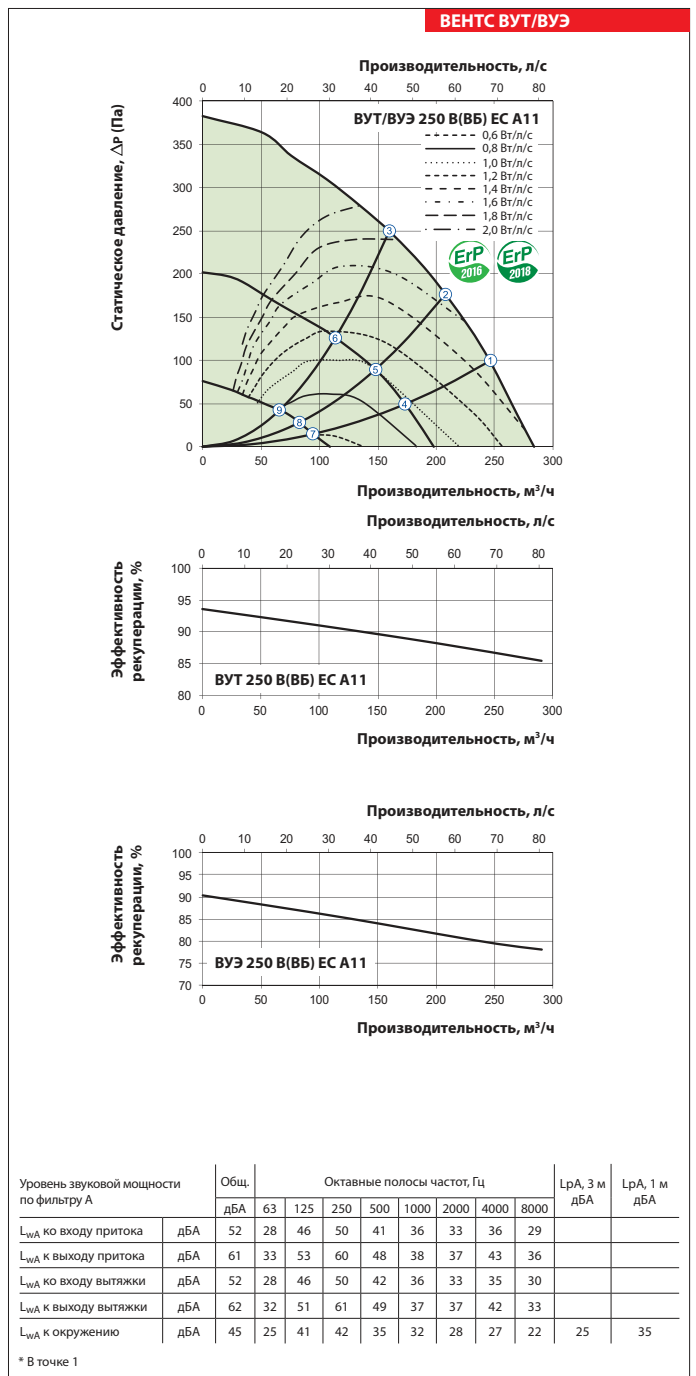 ВЕНТС ВУТ/ВУЭ
Производительность, л/с
0 10 20 30 40 50 60 70 80
Статическое давление, △P (Па)
400
350
300
250
200
150
100
50
0
ВУТ/ВУЭ 250 В(ВБ) ЕС А11
0,6 Вт/л/с
0,8 Вт/л/с
1,0 Вт/л/с
1,2 Вт/л/с
1,4 Вт/л/с
1,6 Вт/л/с
1,8 Вт/л/с
2,0 Вт/л/с
ErP 2016
ErP 2018
3
2
1
6
5
4
9
8
7
0 50 100 150 200 250 300
Производительность, м³/ч
Производительность, л/с
0 10 20 30 40 50 60 70 80
Эффективность
рекуперации, %
100
95
90
85
80
ВУТ 250 В(ВБ) ЕС А11
0 50 100 150 200 250 300
Производительность, м³/ч
Производительность, л/с
0 10 20 30 40 50 60 70 80
Эффективность
рекуперации, %
100
95
90
85
80
75
70
ВУЭ 250 В(ВБ) ЕС А11
0 50 100 150 200 250 300
Производительность, м³/ч
Уровень звуковой мощности по фильтру А Общ. Октавные полосы частот, Гц LpA, 3 м дБА LpA, 1 м дБА
дБА 63 125 250 500 1000 2000 4000 8000
LwA ко входу притока дБА 52 28 46 50 41 36 33 36 29
LwA к выходу притока дБА 61 33 53 60 48 38 37 43 36
LwA ко входу вытяжки дБА 52 28 46 50 42 36 33 35 30
LwA к выходу вытяжки дБА 62 32 51 61 49 37 37 42 33
LwA к окружению дБА 45 25 41 42 35 32 28 27 22 25 35
* В точке 1